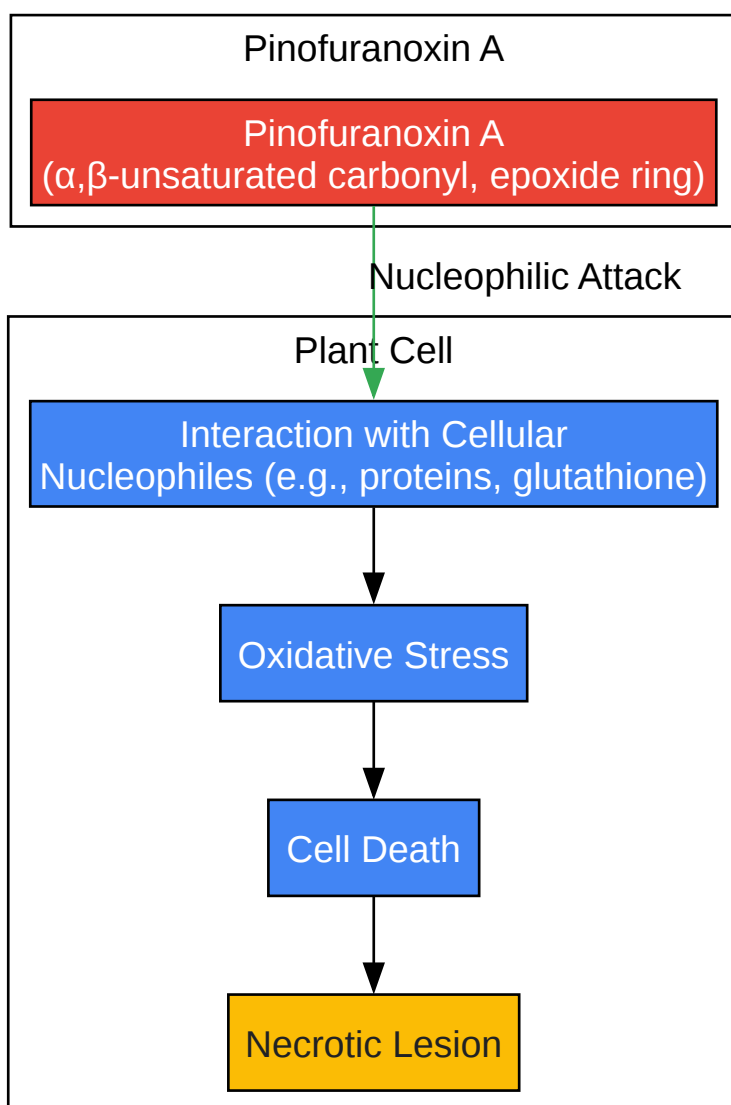 Pinofuranoxin A
Pinofuranoxin A
(α,β-unsaturated carbonyl, epoxide ring)
Nucleophilic Attack
Plant Cell
Interaction with Cellular
Nucleophiles (e.g., proteins, glutathione)
Oxidative Stress
Cell Death
Necrotic Lesion